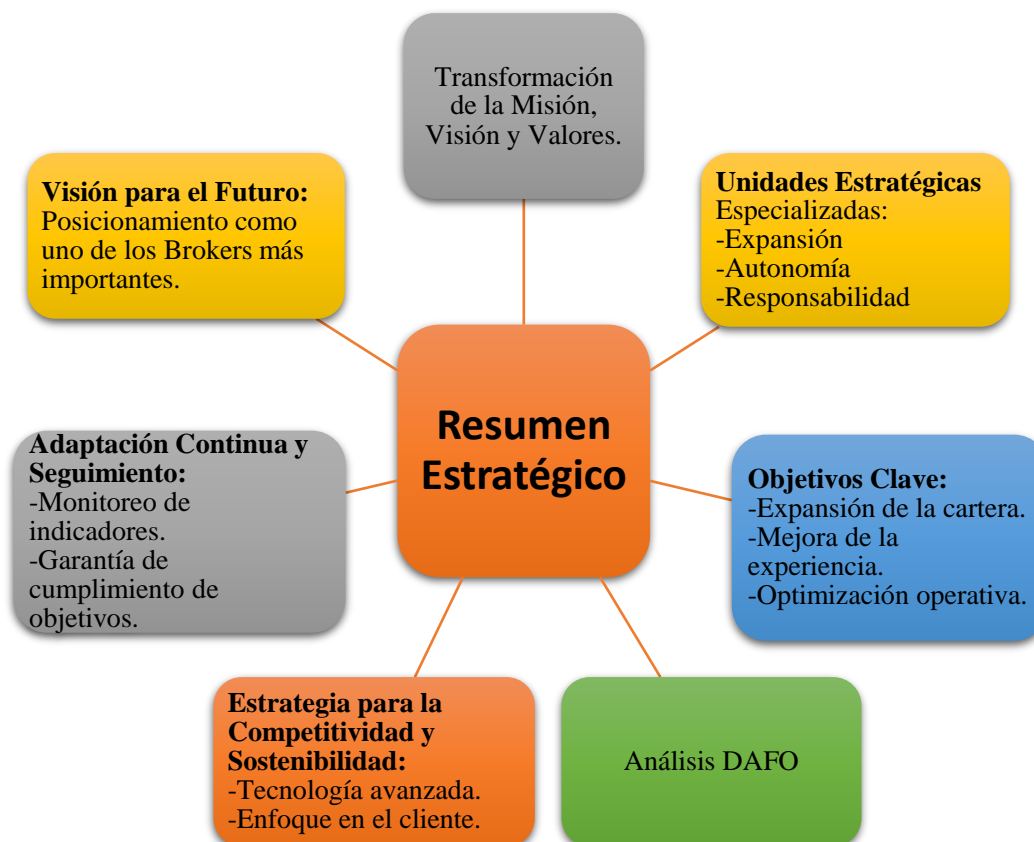 Transformación
de la Misión,
Visión y Valores.
Visión para el Futuro:
Posicionamiento como
uno de los Brokers más
importantes.
Unidades Estratégicas
Especializadas:
-Expansión
-Autonomía
-Responsabilidad
Resumen
Estratégico
Adaptación Continua y
Seguimiento:
-Monitoreo de
indicadores.
-Garantía de
cumplimiento de
objetivos.
Objetivos Clave:
-Expansión de la cartera.
-Mejora de la
experiencia.
-Optimización operativa.
Estrategia para la
Competitividad y
Sostenibilidad:
-Tecnología avanzada.
-Enfoque en el cliente.
Análisis DAFO